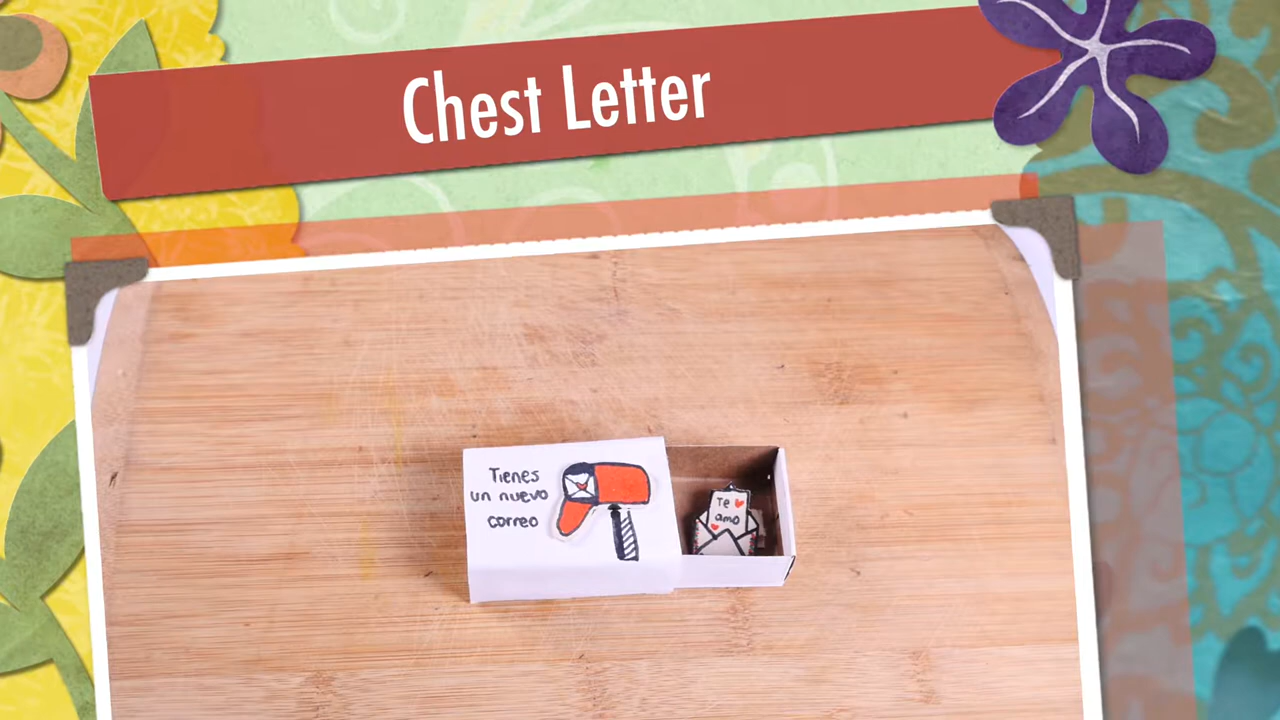 Chest Letter
Tienes
un nuevo
correo
Te
amo